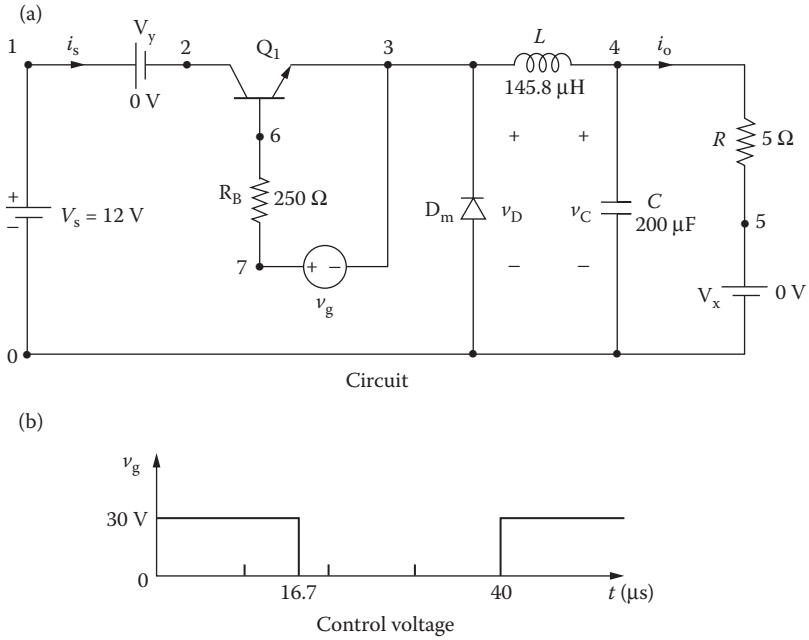 (a)
1
i_s
V_y
0 V
2
Q_1
3
L
145.8 μH
4
i_o
6
R_B
250 Ω
7
+ −
v_g
+
−
V_s = 12 V
D_m
+
v_D
−
+
v_C
−
C
200 μF
R
5 Ω
5
V_x
0 V
0
Circuit
(b)
v_g
30 V
0
16.7
40
t (μs)
Control voltage